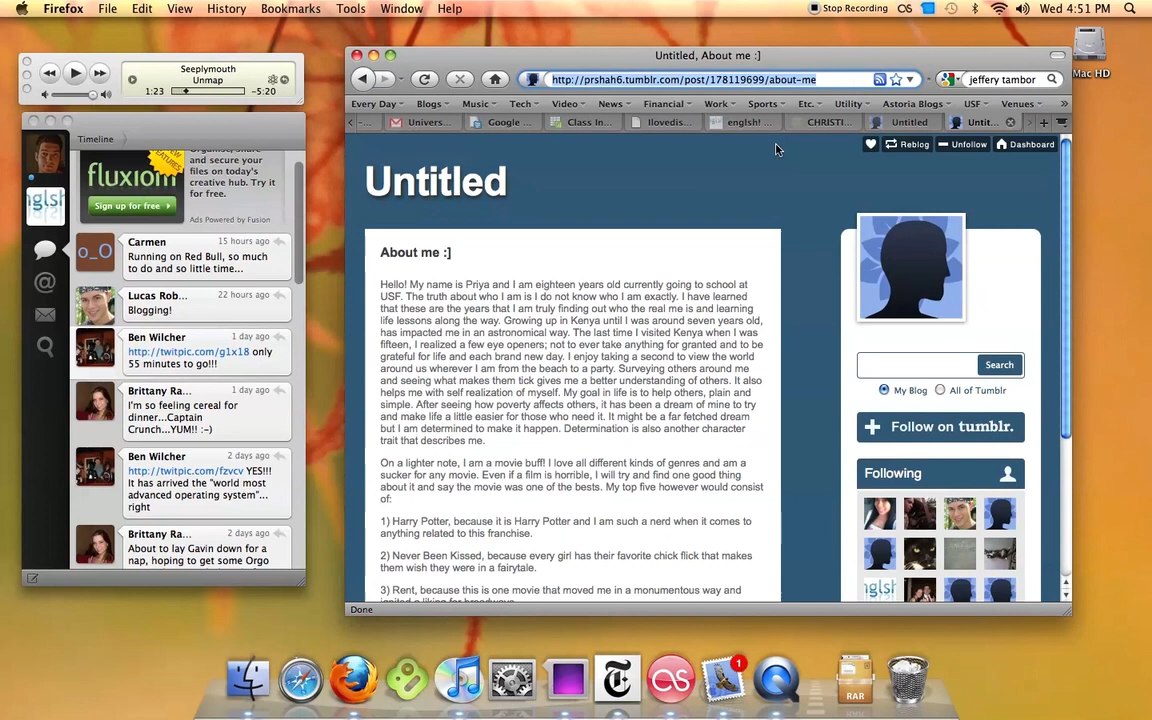 Firefox File Edit View History Bookmarks Tools Window Help
Stop Recording
Wed 4:51 PM
Mac HD
Seeplymouth
Unmap
1:23
-5:20
Timeline
and secure your
files on today's
creative hub. Try it
for free.
NEW
FEATURES
fluxiom
Sign up for free
Ads Powered by Fusion
nglsh
o_O
Carmen 15 hours ago
Running on Red Bull, so much
to do and so little time...
Lucas Rob... 22 hours ago
Blogging!
Ben Wilcher 1 day ago
http://twitpic.com/g1x18 only
55 minutes to go!!!
Brittany Ra... 1 day ago
I'm so feeling cereal for
dinner...Captain
Crunch...YUM!! :-)
Ben Wilcher 2 days ago
http://twitpic.com/fzvcv YES!!!
It has arrived the "world most
advanced operating system"...
right
Brittany Ra... 2 days ago
About to lay Gavin down for a
nap, hoping to get some Orgo
Untitled, About me :]
http://prshah6.tumblr.com/post/178119699/about-me
jeffery tambor
Every Day Blogs Music Tech Video News Financial Work Sports Etc. Utility Astoria Blogs USF Venues
Univers... Google ... Class In... Ilovedis... englsh! ... CHRISTI... Untitled Untit...
Reblog Unfollow Dashboard
Untitled
About me :]
Hello! My name is Priya and I am eighteen years old currently going to school at
USF. The truth about who I am is I do not know who I am exactly. I have learned
that these are the years that I am truly finding out who the real me is and learning
life lessons along the way. Growing up in Kenya until I was around seven years old,
has impacted me in an astronomical way. The last time I visited Kenya when I was
fifteen, I realized a few eye openers; not to ever take anything for granted and to be
grateful for life and each brand new day. I enjoy taking a second to view the world
around us wherever I am from the beach to a party. Surveying others around me
and seeing what makes them tick gives me a better understanding of others. It also
helps me with self realization of myself. My goal in life is to help others, plain and
simple. After seeing how poverty affects others, it has been a dream of mine to try
and make life a little easier for those who need it. It might be a far fetched dream
but I am determined to make it happen. Determination is also another character
trait that describes me.
On a lighter note, I am a movie buff! I love all different kinds of genres and am a
sucker for any movie. Even if a film is horrible, I will try and find one good thing
about it and say the movie was one of the bests. My top five however would consist
of:
1) Harry Potter, because it is Harry Potter and I am such a nerd when it comes to
anything related to this franchise.
2) Never Been Kissed, because every girl has their favorite chick flick that makes
them wish they were in a fairytale.
3) Rent, because this is one movie that moved me in a monumentous way and
Search
My Blog All of Tumblr
Follow on tumblr.
Following
nglsh
Done
1
RAR